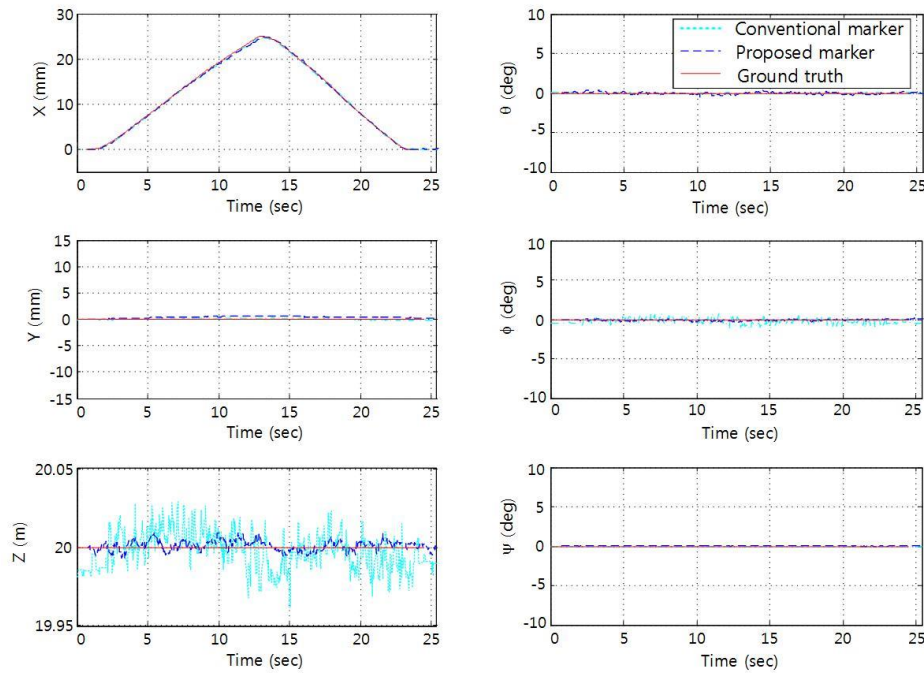 30
20
10
0
X (mm)
0 5 10 15 20 25
Time (sec)
10
5
0
-5
-10
θ (deg)
Conventional marker
Proposed marker
Ground truth
0 5 10 15 20 25
Time (sec)
15
10
5
0
-5
-10
-15
Y (mm)
0 5 10 15 20 25
Time (sec)
10
5
0
-5
-10
ϕ (deg)
0 5 10 15 20 25
Time (sec)
20.05
20
19.95
Z (m)
0 5 10 15 20 25
Time (sec)
10
5
0
-5
-10
Ψ (deg)
0 5 10 15 20 25
Time (sec)